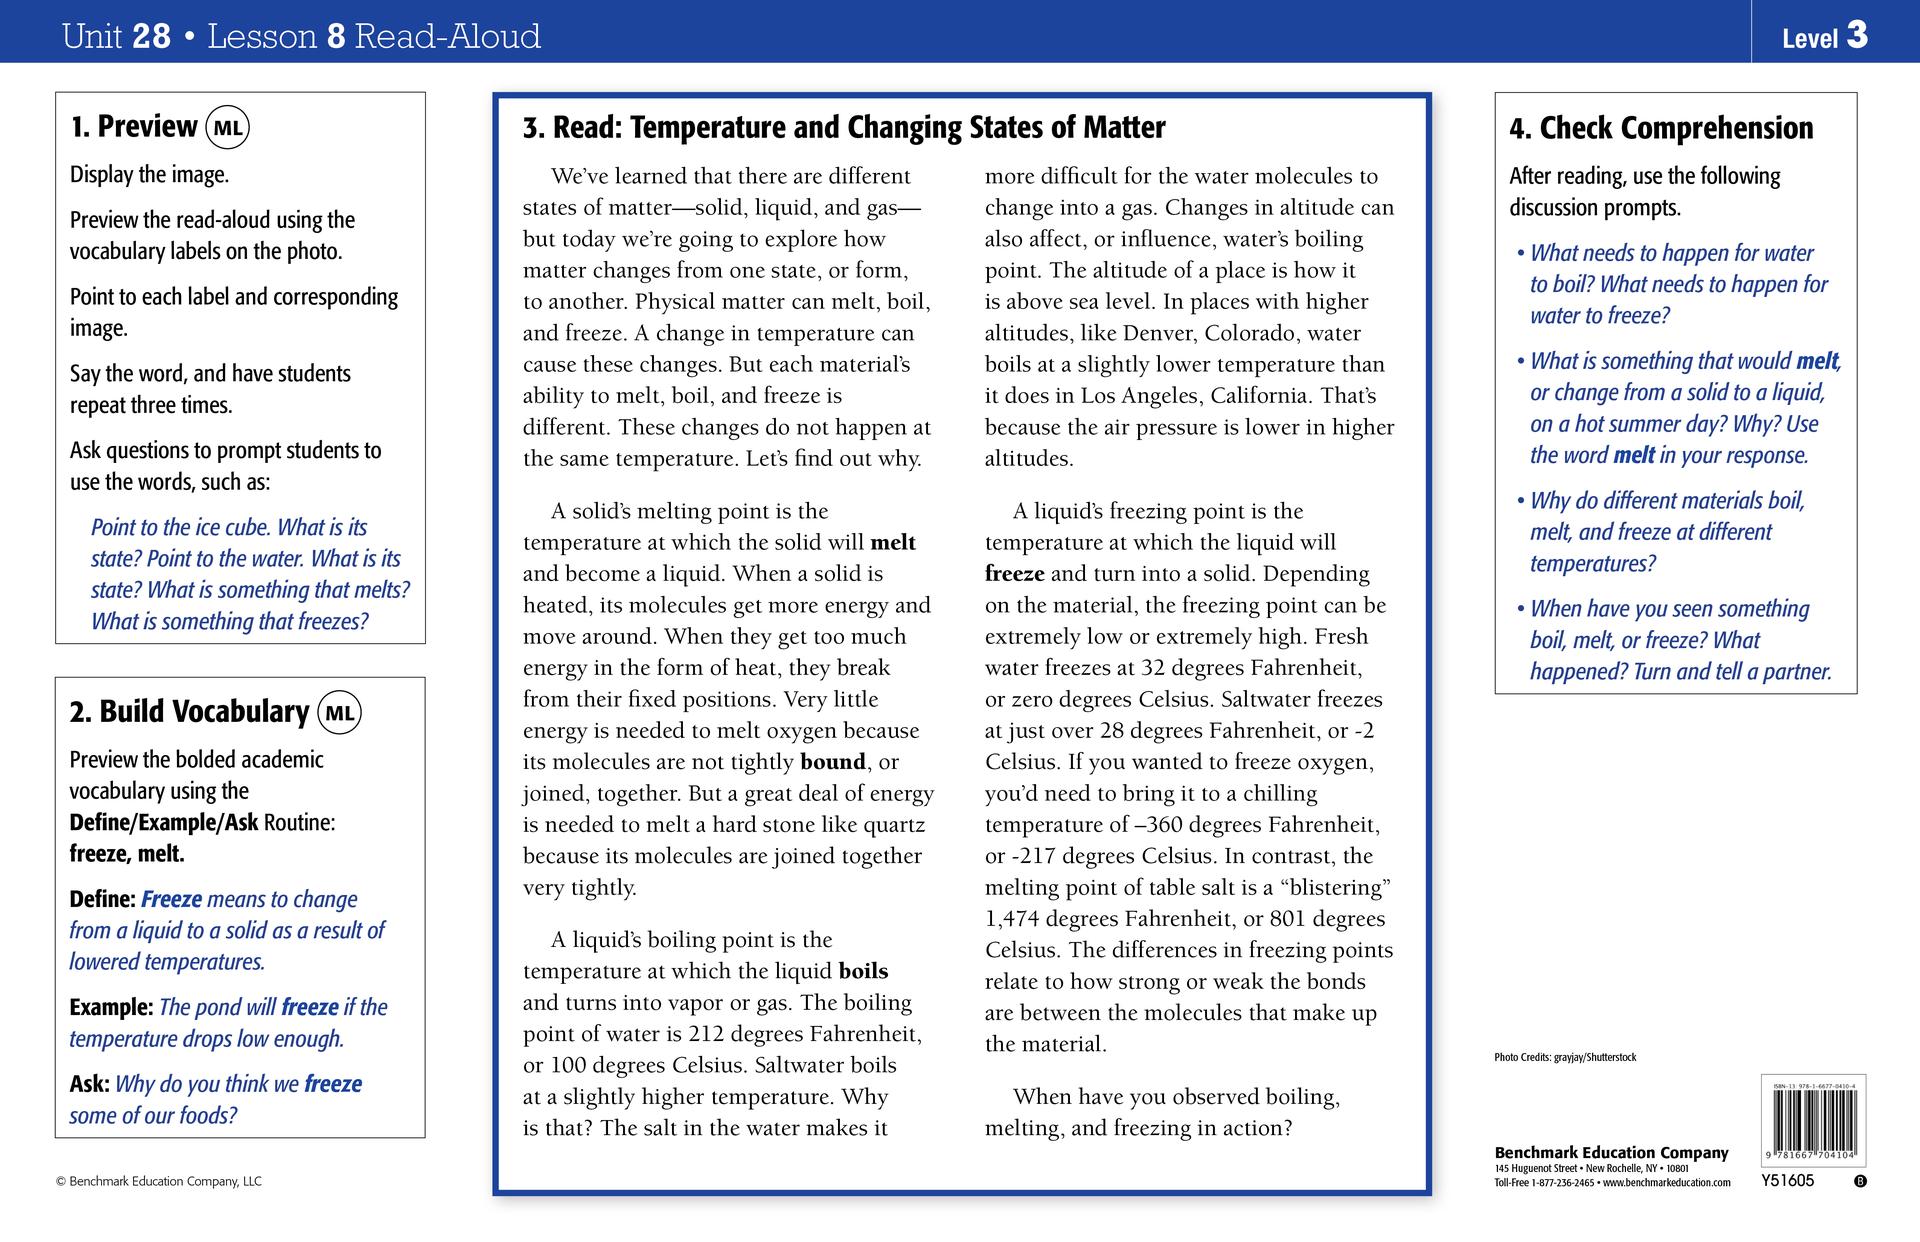 Unit 28 • Lesson 8 Read-Aloud
Level 3
1. Preview ML
Display the image.
Preview the read-aloud using the
vocabulary labels on the photo.
Point to each label and corresponding
image.
Say the word, and have students
repeat three times.
Ask questions to prompt students to
use the words, such as:
Point to the ice cube. What is its
state? Point to the water. What is its
state? What is something that melts?
What is something that freezes?
2. Build Vocabulary ML
Preview the bolded academic
vocabulary using the
Define/Example/Ask Routine:
freeze, melt.
Define: Freeze means to change
from a liquid to a solid as a result of
lowered temperatures.
Example: The pond will freeze if the
temperature drops low enough.
Ask: Why do you think we freeze
some of our foods?
© Benchmark Education Company, LLC
3. Read: Temperature and Changing States of Matter
We’ve learned that there are different
states of matter—solid, liquid, and gas—
but today we’re going to explore how
matter changes from one state, or form,
to another. Physical matter can melt, boil,
and freeze. A change in temperature can
cause these changes. But each material’s
ability to melt, boil, and freeze is
different. These changes do not happen at
the same temperature. Let’s find out why.
A solid’s melting point is the
temperature at which the solid will melt
and become a liquid. When a solid is
heated, its molecules get more energy and
move around. When they get too much
energy in the form of heat, they break
from their fixed positions. Very little
energy is needed to melt oxygen because
its molecules are not tightly bound, or
joined, together. But a great deal of energy
is needed to melt a hard stone like quartz
because its molecules are joined together
very tightly.
A liquid’s boiling point is the
temperature at which the liquid boils
and turns into vapor or gas. The boiling
point of water is 212 degrees Fahrenheit,
or 100 degrees Celsius. Saltwater boils
at a slightly higher temperature. Why
is that? The salt in the water makes it
more difficult for the water molecules to
change into a gas. Changes in altitude can
also affect, or influence, water’s boiling
point. The altitude of a place is how it
is above sea level. In places with higher
altitudes, like Denver, Colorado, water
boils at a slightly lower temperature than
it does in Los Angeles, California. That’s
because the air pressure is lower in higher
altitudes.
A liquid’s freezing point is the
temperature at which the liquid will
freeze and turn into a solid. Depending
on the material, the freezing point can be
extremely low or extremely high. Fresh
water freezes at 32 degrees Fahrenheit,
or zero degrees Celsius. Saltwater freezes
at just over 28 degrees Fahrenheit, or -2
Celsius. If you wanted to freeze oxygen,
you’d need to bring it to a chilling
temperature of –360 degrees Fahrenheit,
or -217 degrees Celsius. In contrast, the
melting point of table salt is a “blistering”
1,474 degrees Fahrenheit, or 801 degrees
Celsius. The differences in freezing points
relate to how strong or weak the bonds
are between the molecules that make up
the material.
When have you observed boiling,
melting, and freezing in action?
4. Check Comprehension
After reading, use the following
discussion prompts.
• What needs to happen for water
to boil? What needs to happen for
water to freeze?
• What is something that would melt,
or change from a solid to a liquid,
on a hot summer day? Why? Use
the word melt in your response.
• Why do different materials boil,
melt, and freeze at different
temperatures?
• When have you seen something
boil, melt, or freeze? What
happened? Turn and tell a partner.
Photo Credits: grayjay/Shutterstock
Benchmark Education Company
145 Huguenot Street • New Rochelle, NY • 10801
Toll-Free 1-877-236-2465 • www.benchmarkeducation.com
ISBN-13 978-1-6677-0410-4
9 781667 704104
Y51605
B